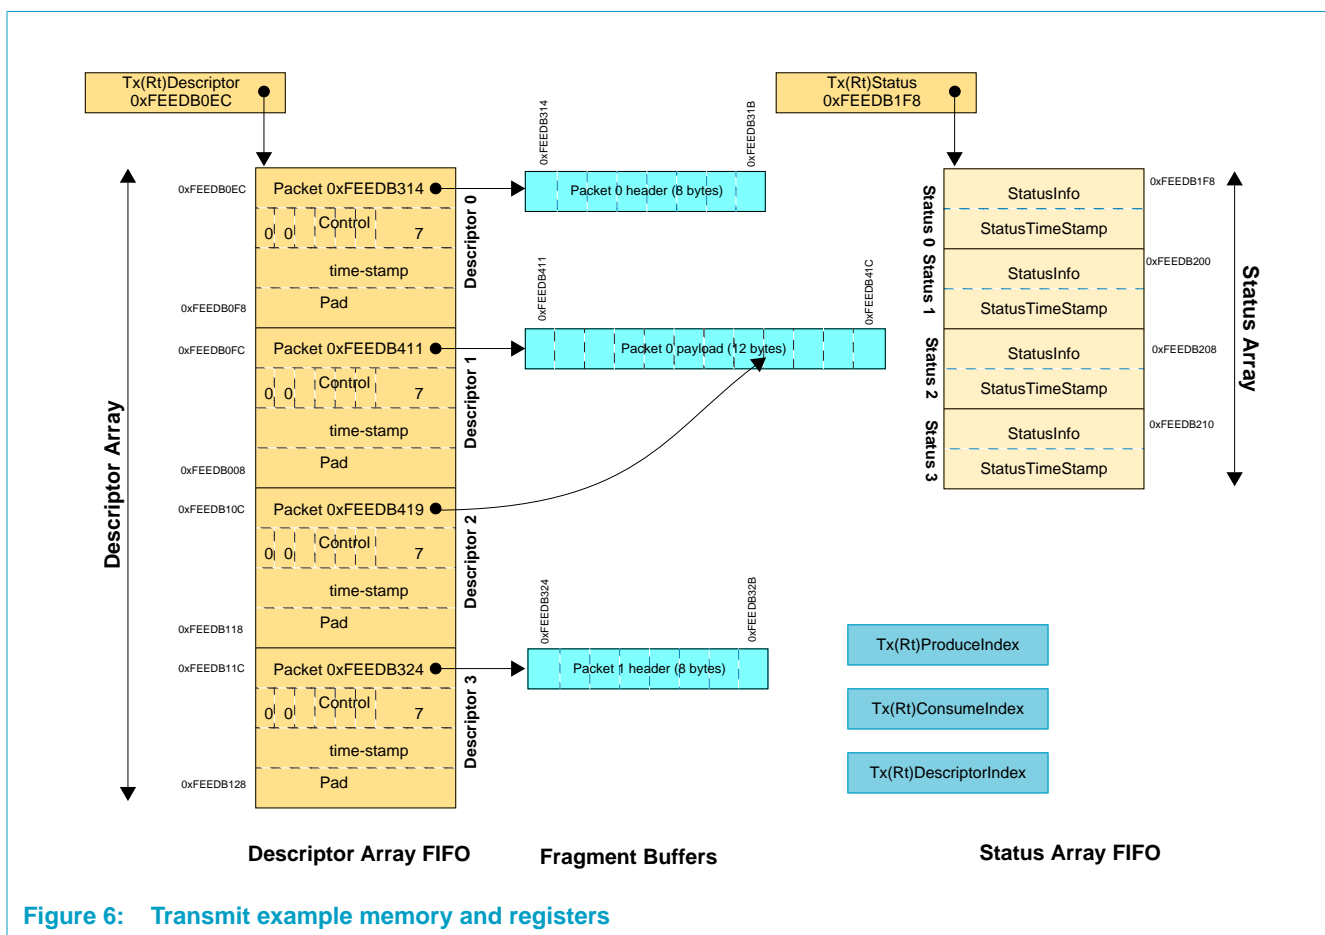 Tx(Rt)Descriptor
0xFEEDB0EC
Tx(Rt)Status
0xFEEDB1F8
Descriptor Array
0xFEEDB0EC
Packet 0xFEEDB314
Control
0 0 7
time-stamp
0xFEEDB0F8
Pad
Descriptor 0
0xFEEDB0FC
Packet 0xFEEDB411
Control
0 0 7
time-stamp
0xFEEDB008
Pad
Descriptor 1
0xFEEDB10C
Packet 0xFEEDB419
Control
0 0 7
time-stamp
0xFEEDB118
Pad
Descriptor 2
0xFEEDB11C
Packet 0xFEEDB324
Control
0 0 7
time-stamp
0xFEEDB128
Pad
Descriptor 3
0xFEEDB314
0xFEEDB31B
Packet 0 header (8 bytes)
0xFEEDB411
0xFEEDB41C
Packet 0 payload (12 bytes)
0xFEEDB324
0xFEEDB32B
Packet 1 header (8 bytes)
Status 0
StatusInfo
StatusTimeStamp
0xFEEDB1F8
Status 1
StatusInfo
StatusTimeStamp
0xFEEDB200
Status 2
StatusInfo
StatusTimeStamp
0xFEEDB208
Status 3
StatusInfo
StatusTimeStamp
0xFEEDB210
Status Array
Tx(Rt)ProduceIndex
Tx(Rt)ConsumeIndex
Tx(Rt)DescriptorIndex
Descriptor Array FIFO
Fragment Buffers
Status Array FIFO
Figure 6: Transmit example memory and registers